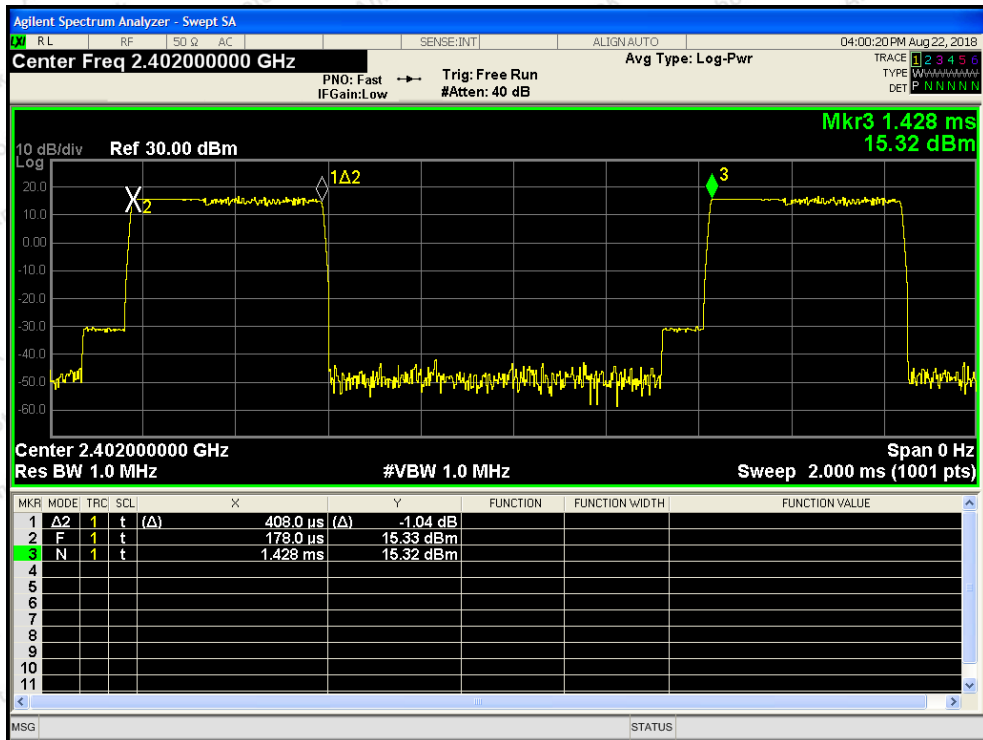 Agilent Spectrum Analyzer - Swept SA
LXI RL RF 50 Ω AC SENSE:INT ALIGN AUTO 04:00:20 PM Aug 22, 2018
Center Freq 2.402000000 GHz Avg Type: Log-Pwr TRACE 1 2 3 4 5 6
PNO: Fast Trig: Free Run TYPE WWWWWW
IFGain:Low #Atten: 40 dB DET P N N N N N
Mkr3 1.428 ms
10 dB/div Ref 30.00 dBm 15.32 dBm
Log
1Δ2
3
20.0
2
10.0
0.00
-10.0
-20.0
-30.0
-40.0
-50.0
-60.0
Center 2.402000000 GHz Span 0 Hz
Res BW 1.0 MHz #VBW 1.0 MHz Sweep 2.000 ms (1001 pts)
MKR MODE TRC SCL X Y FUNCTION FUNCTION WIDTH FUNCTION VALUE
1 Δ2 1 t (Δ) 408.0 µs (Δ) -1.04 dB
2 F 1 t 178.0 µs 15.33 dBm
3 N 1 t 1.428 ms 15.32 dBm
4
5
6
7
8
9
10
11
MSG STATUS